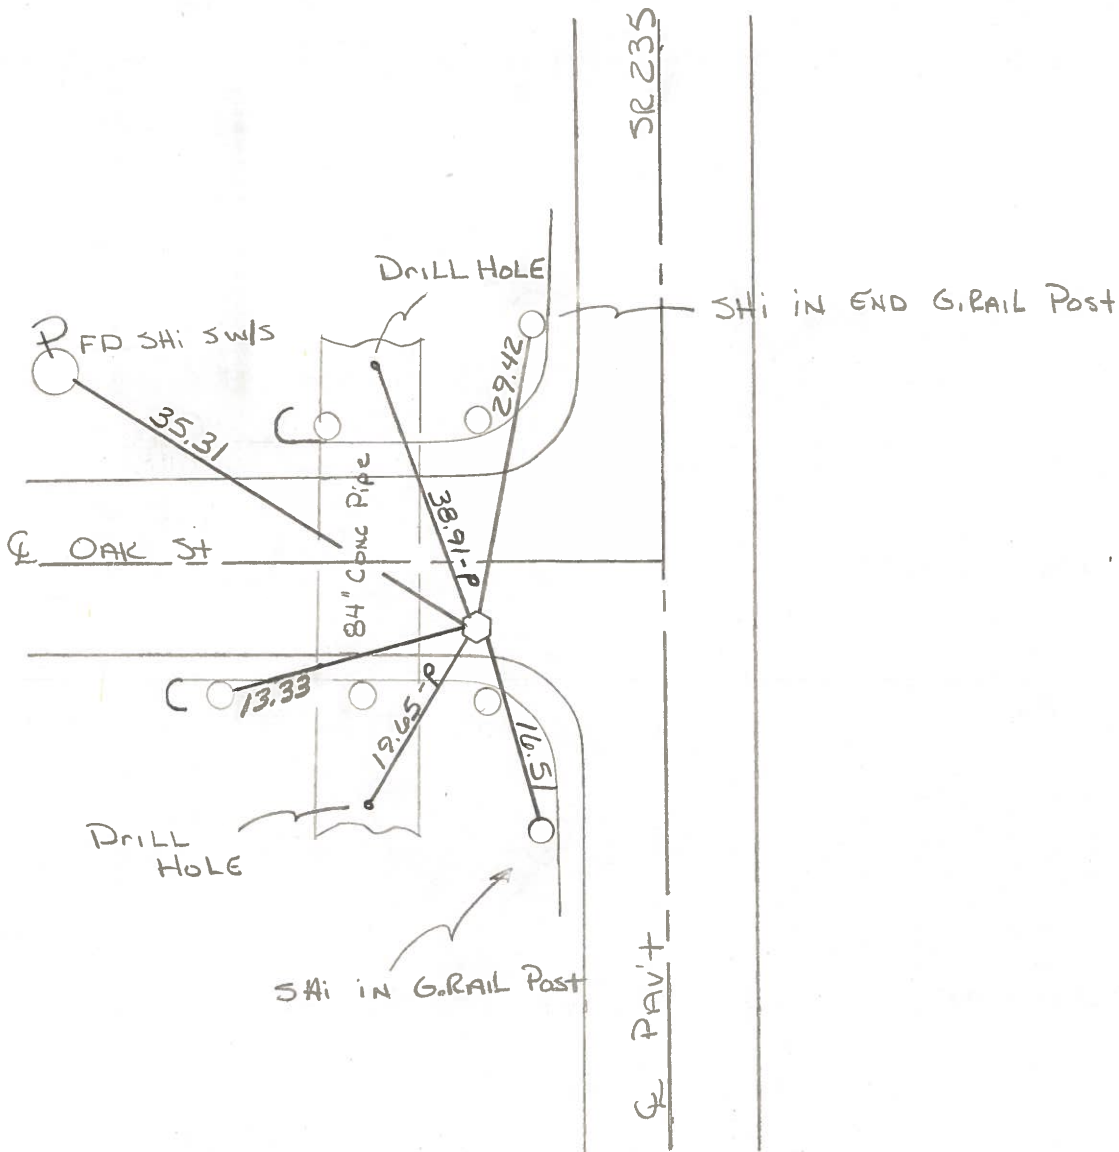 SR 235
DrILL HOLE
SHi iN END G.RAIL Post
P FD SHi SW/S
29.42
35.31
38.91-P
84" CONC PiPe
℄ OAK St
13.33
19.65-P
16.51
DrILL
HOLE
SHi iN G.RAIL Post
℄ PAV't